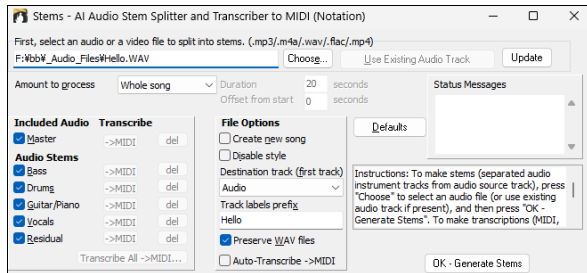 Stems - AI Audio Stem Splitter and Transcriber to MIDI (Notation)
First, select an audio or a video file to split into stems. (.mp3/.m4a/.wav/.flac/.mp4)
F:¥bb¥_Audio_Files¥Hello.WAV
Choose...
Use Existing Audio Track
Update
Amount to process
Whole song
Duration
20
seconds
Offset from start
0
seconds
Status Messages
Included Audio
Transcribe
Master
->MIDI
del
Audio Stems
Bass
->MIDI
del
Drums
->MIDI
del
Guitar/Piano
->MIDI
del
Vocals
->MIDI
del
Residual
->MIDI
del
Transcribe All ->MIDI...
File Options
Create new song
Disable style
Destination track (first track)
Audio
Track labels prefix
Hello
Preserve WAV files
Auto-Transcribe ->MIDI
Defaults
Instructions: To make stems (separated audio
instrument tracks from audio source track), press
"Choose" to select an audio file (or use existing
audio track if present), and then press "OK -
Generate Stems". To make transcriptions (MIDI,
OK - Generate Stems